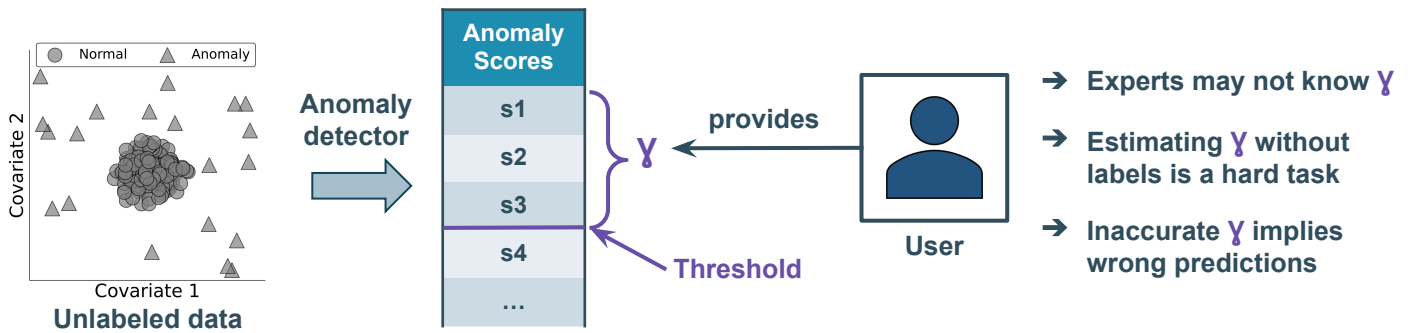 Normal
Anomaly
Covariate 2
Covariate 1
Unlabeled data
Anomaly
detector
Anomaly
Scores
s1
s2
s3
s4
...
γ
Threshold
provides
User
➔ Experts may not know γ
➔ Estimating γ without
labels is a hard task
➔ Inaccurate γ implies
wrong predictions